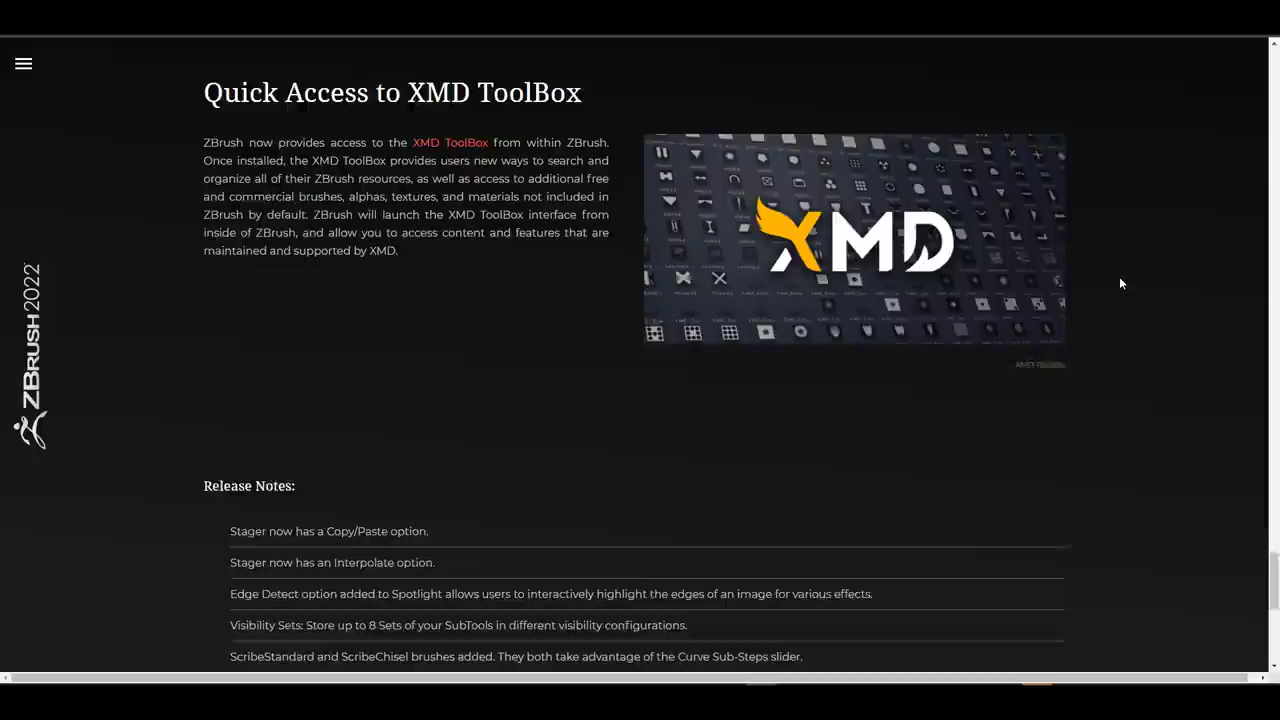 Quick Access to XMD ToolBox
ZBrush now provides access to the XMD ToolBox from within ZBrush.
Once installed, the XMD ToolBox provides users new ways to search and
organize all of their ZBrush resources, as well as access to additional free
and commercial brushes, alphas, textures, and materials not included in
ZBrush by default. ZBrush will launch the XMD ToolBox interface from
inside of ZBrush, and allow you to access content and features that are
maintained and supported by XMD.
XMD
ZBRUSH2022
Release Notes:
Stager now has a Copy/Paste option.
Stager now has an Interpolate option.
Edge Detect option added to Spotlight allows users to interactively highlight the edges of an image for various effects.
Visibility Sets: Store up to 8 Sets of your SubTools in different visibility configurations.
ScribeStandard and ScribeChisel brushes added. They both take advantage of the Curve Sub-Steps slider.